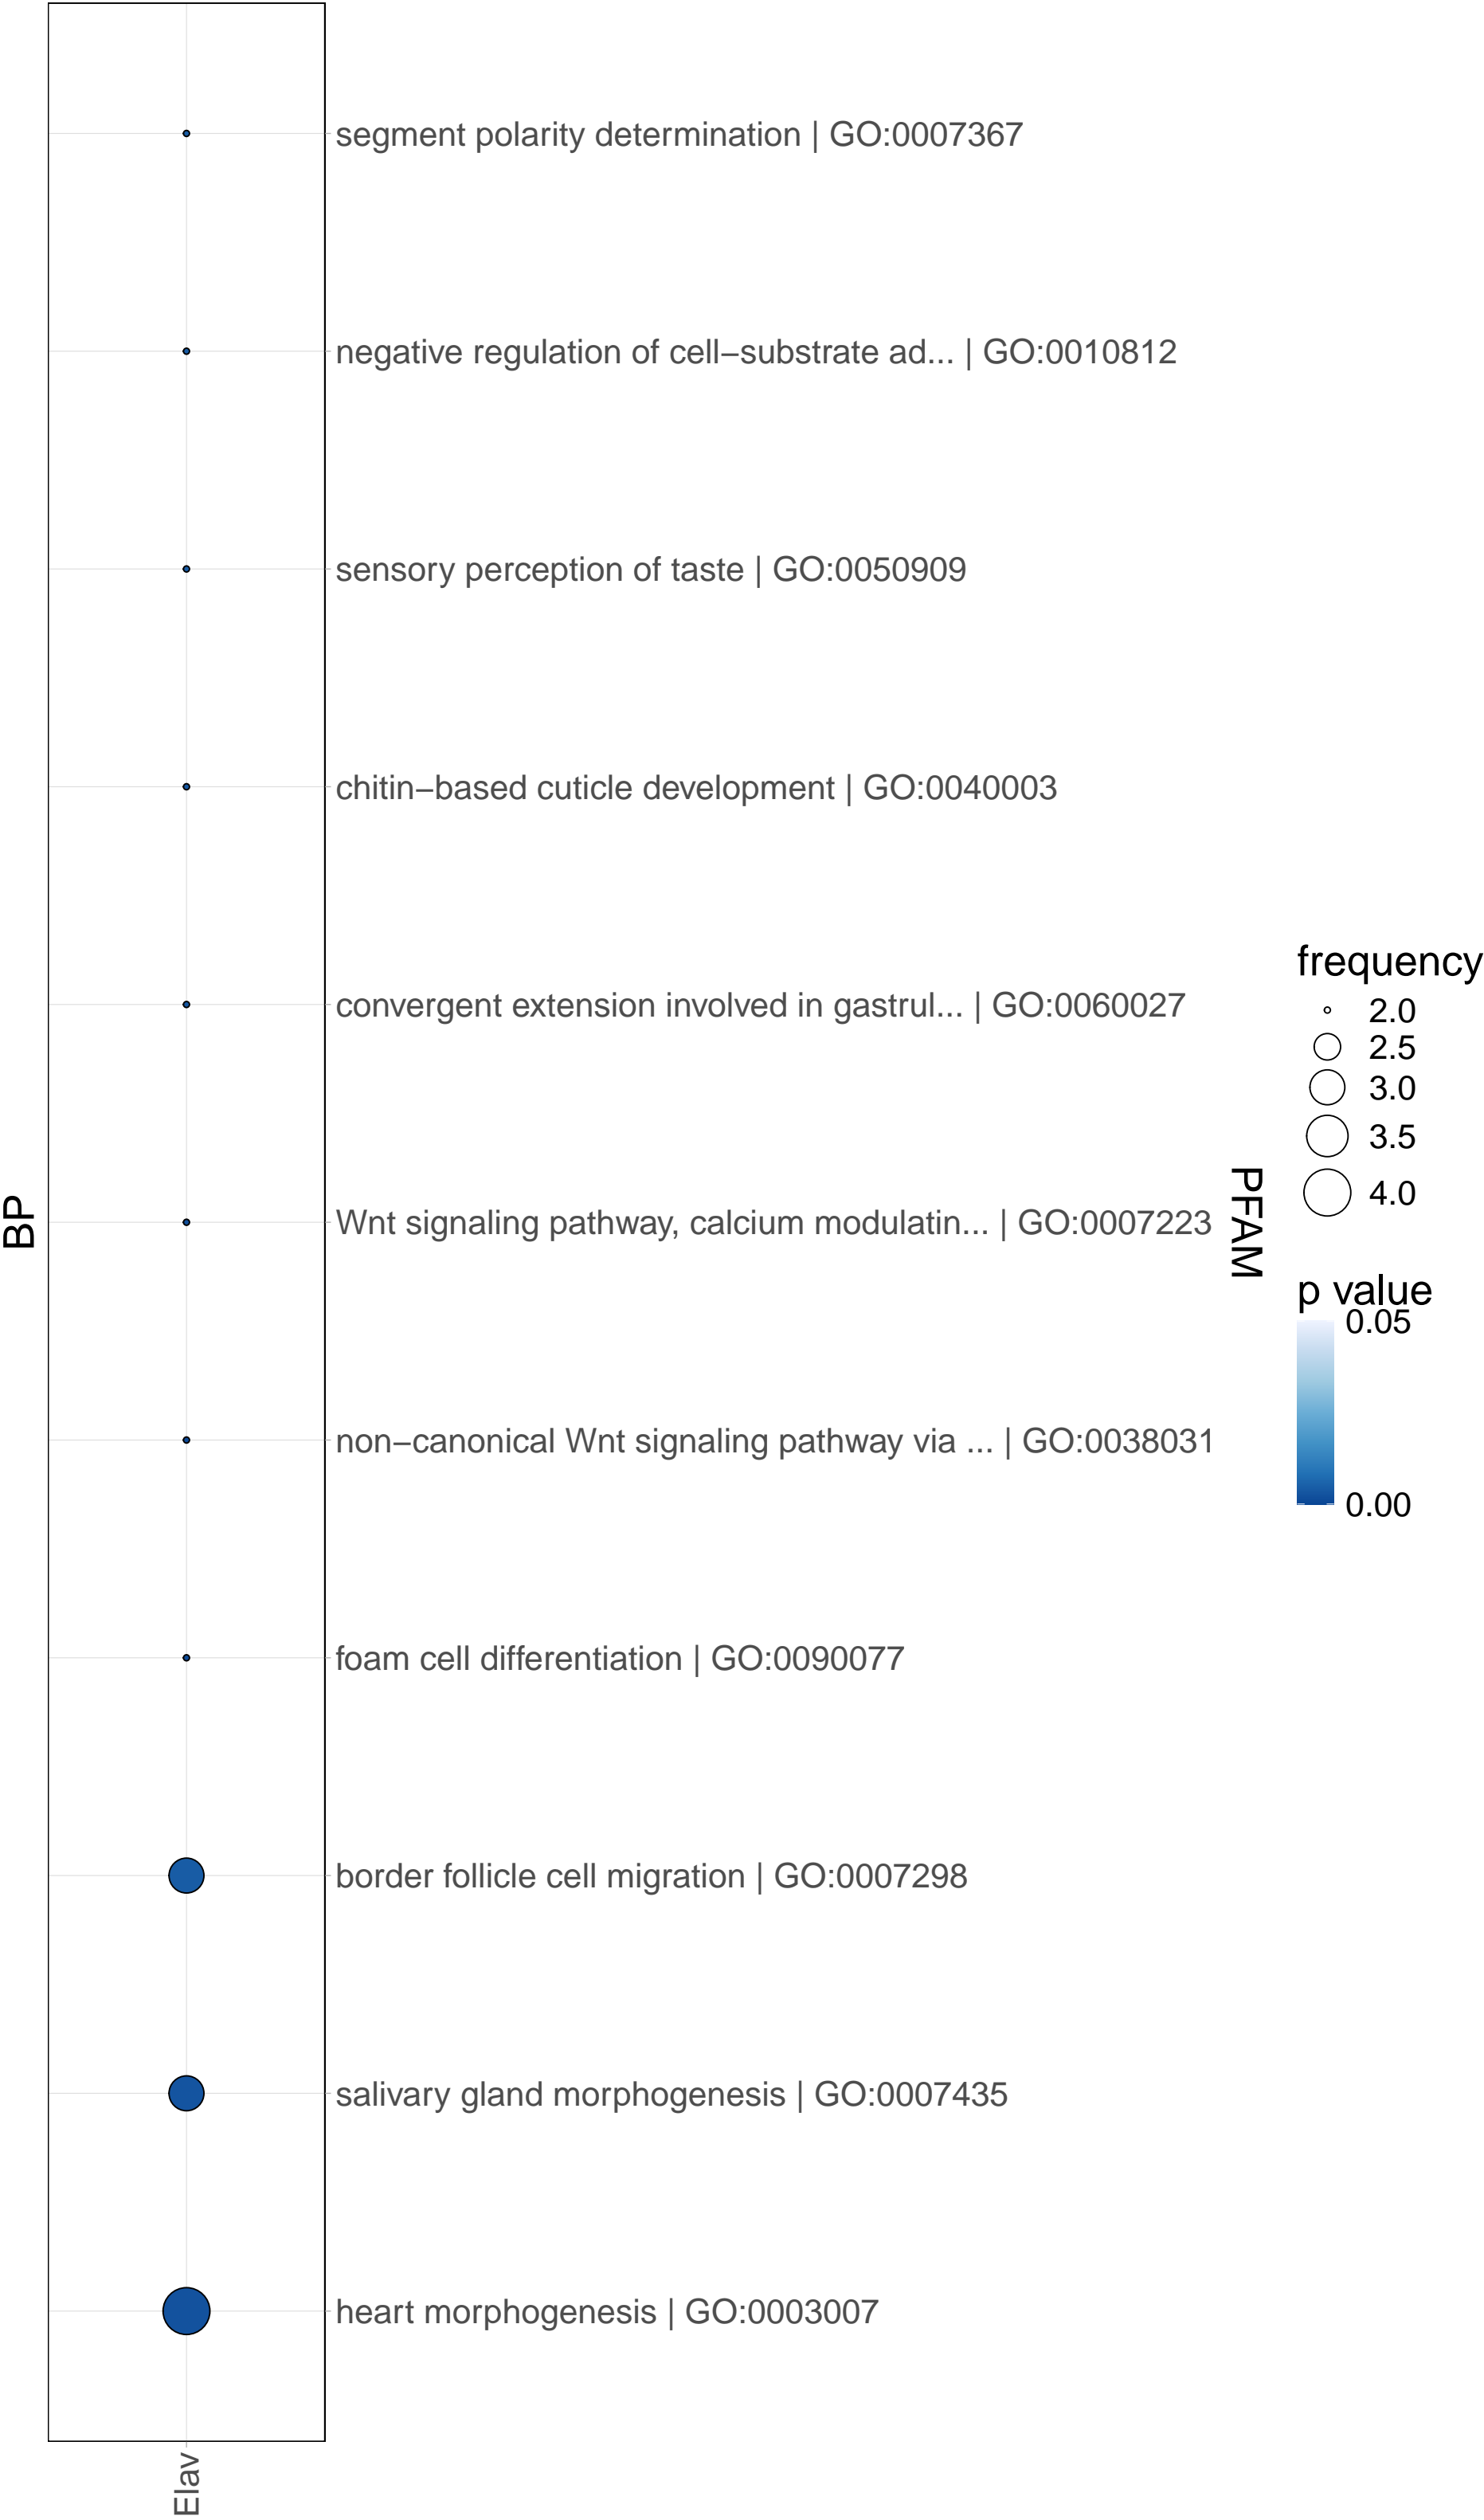 segment polarity determination | GO:0007367
negative regulation of cell−substrate ad... | GO:0010812
sensory perception of taste | GO:0050909
chitin−based cuticle development | GO:0040003
convergent extension involved in gastrul... | GO:0060027
Wnt signaling pathway, calcium modulatin... | GO:0007223
non−canonical Wnt signaling pathway via ... | GO:0038031
foam cell differentiation | GO:0090077
border follicle cell migration | GO:0007298
salivary gland morphogenesis | GO:0007435
heart morphogenesis | GO:0003007
BP
Elav
PFAM
frequency
2.0
2.5
3.0
3.5
4.0
p value
0.05
0.00